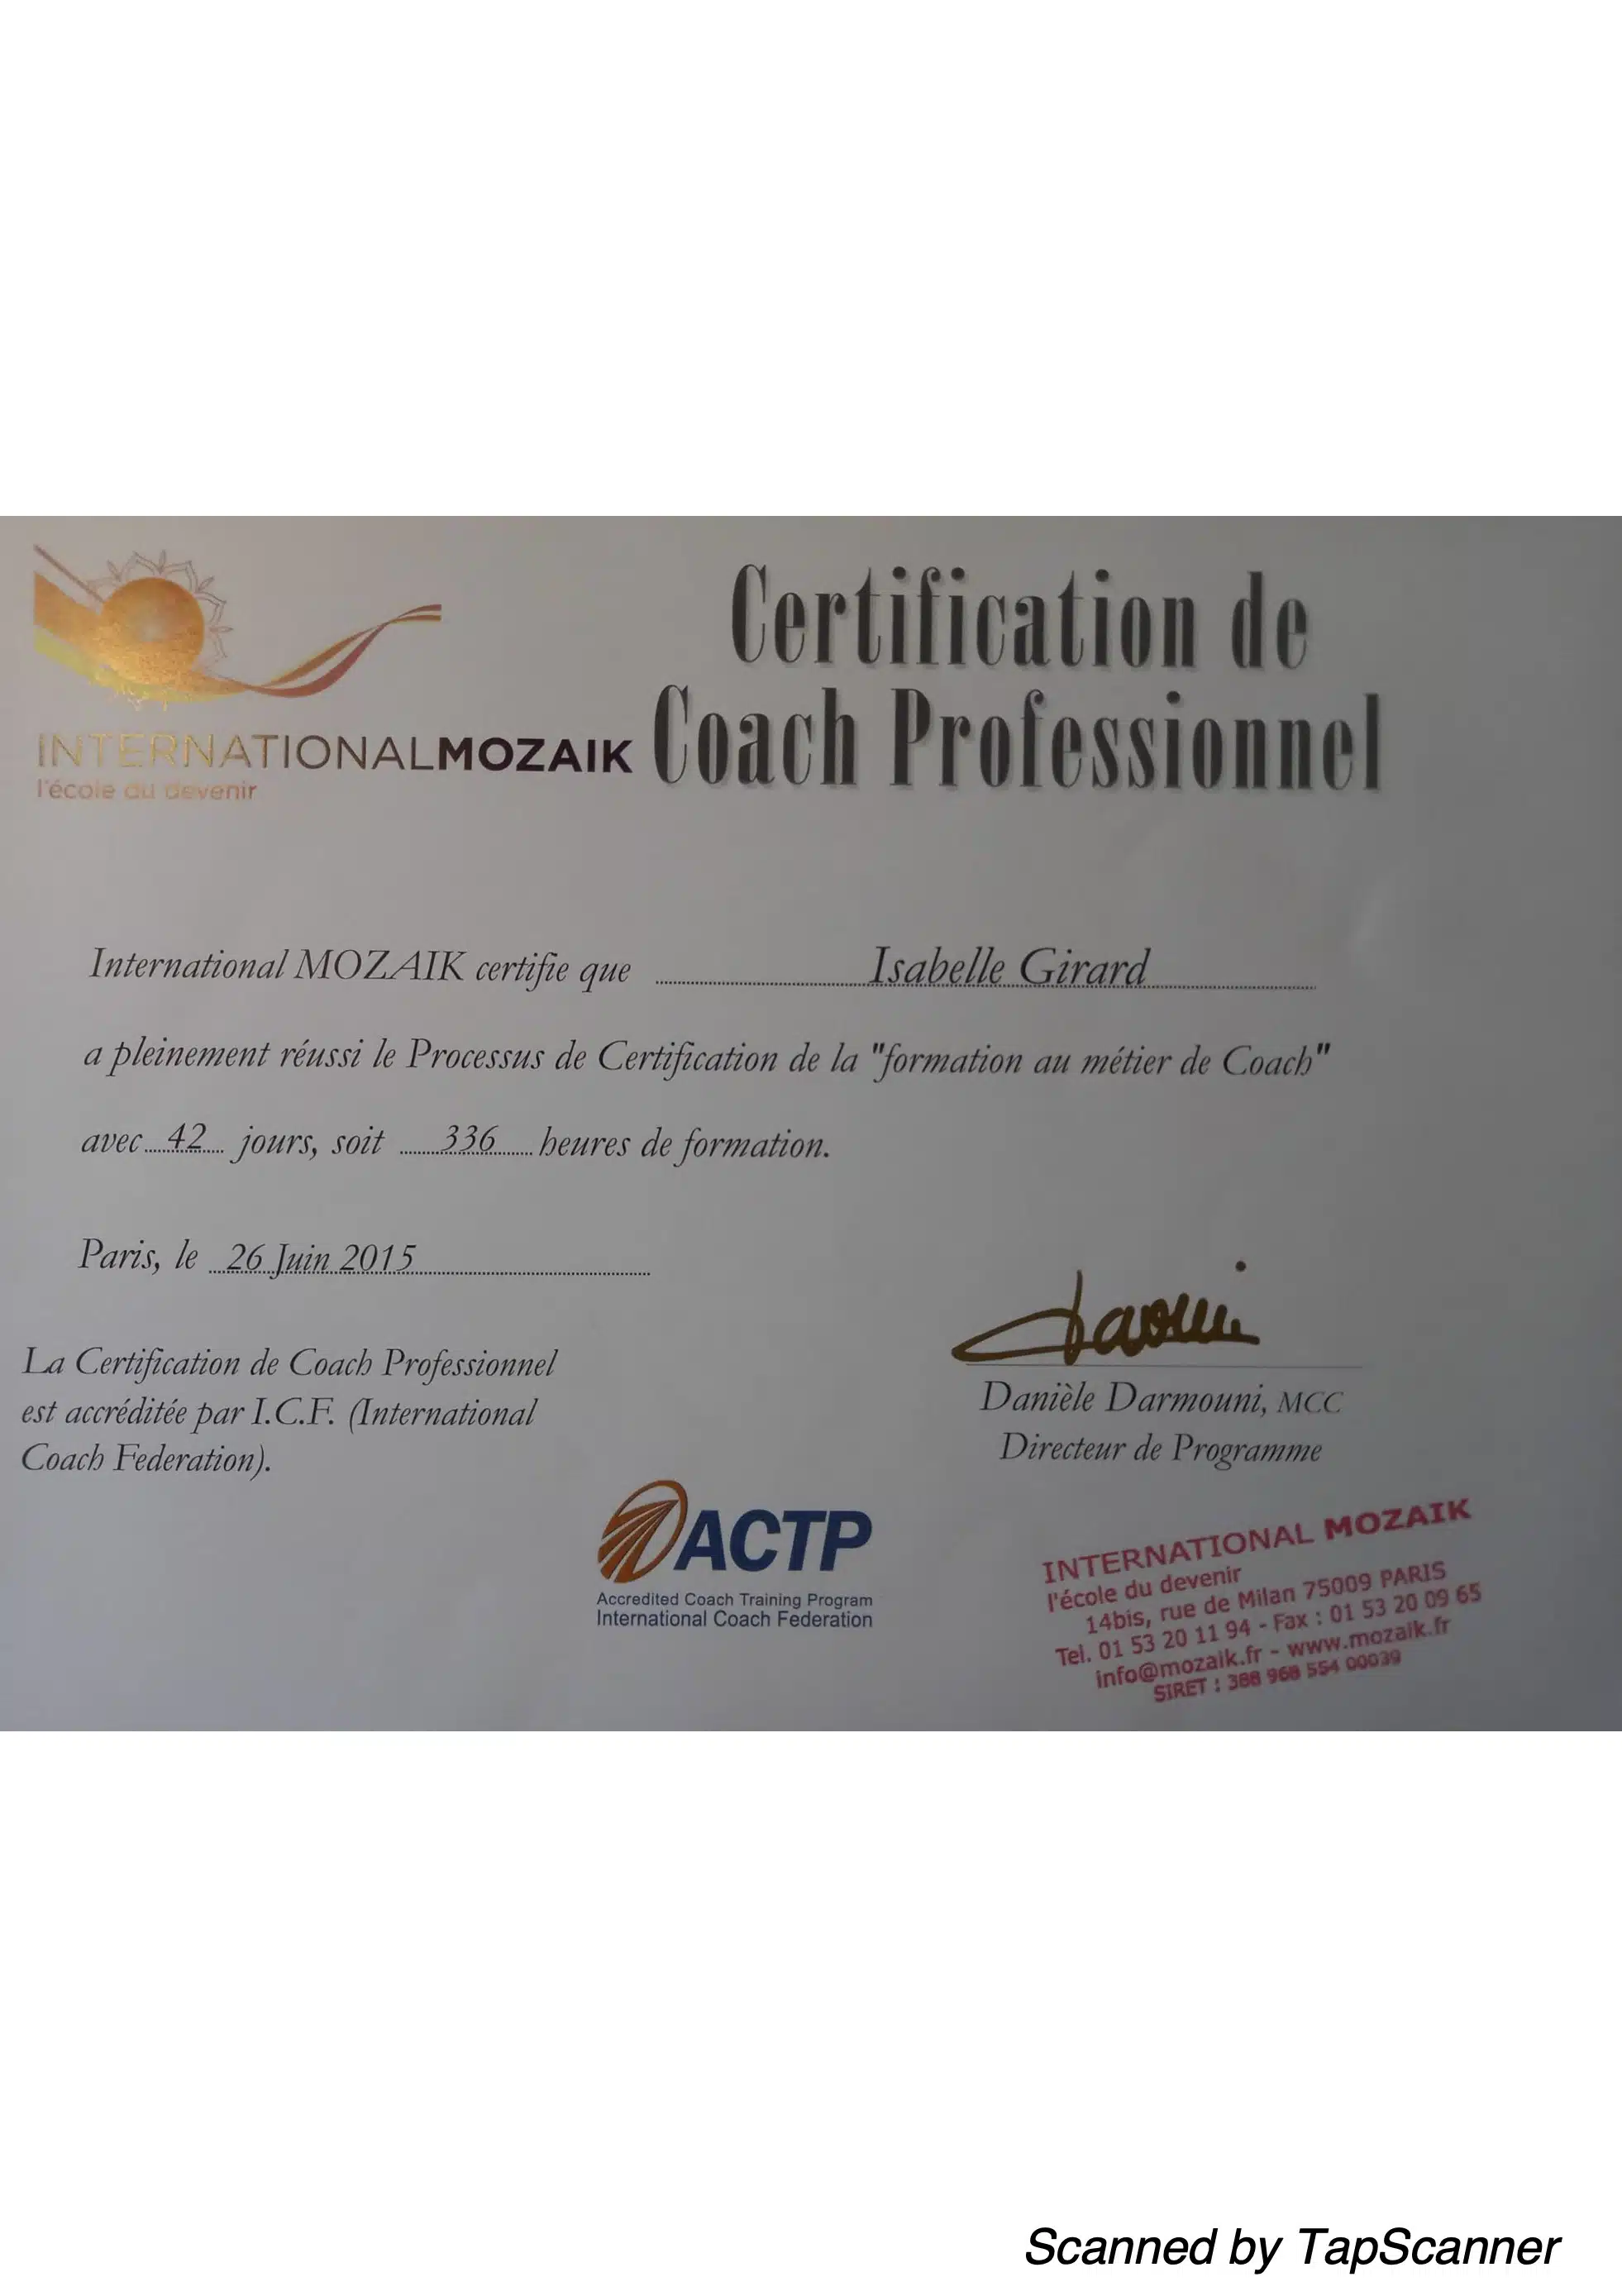 Certification de
Coach Professionnel
INTERNATIONALMOZAIK
l'école du devenir
International MOZAIK certifie que Isabelle Girard
a pleinement réussi le Processus de Certification de la "formation au métier de Coach"
avec 42 jours, soit 336 heures de formation.
Paris, le 26 Juin 2015
La Certification de Coach Professionnel
est accréditée par I.C.F. (International
Coach Federation).
Danièle Darmouni, MCC
Directeur de Programme
ACTP
Accredited Coach Training Program
International Coach Federation
INTERNATIONAL MOZAIK
l'école du devenir
14bis, rue de Milan 75009 PARIS
Tel. 01 53 20 11 94 - Fax : 01 53 20 09 65
info@mozaik.fr - www.mozaik.fr
SIRET : 388 968 554 00039
Scanned by TapScanner